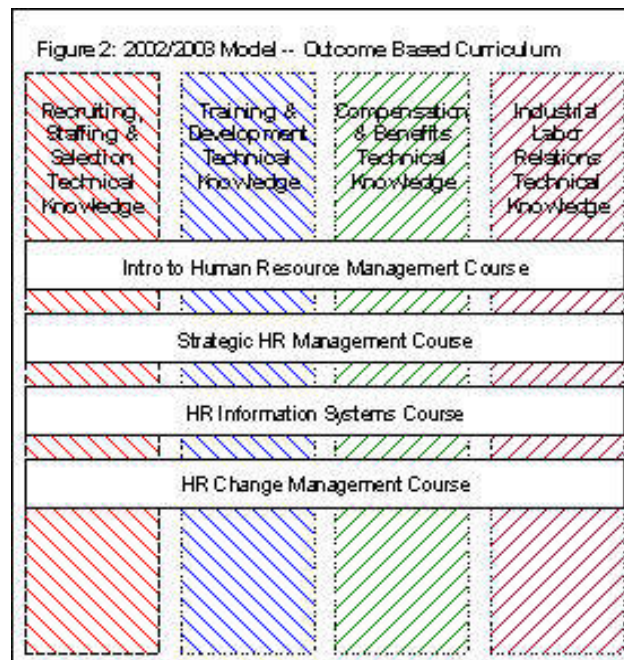 Figure 2: 2002/2003 Model -- Outcome Based Curriculum
Recruiting,
Staffing &
Selection
Technical
Knowledge
Training &
Development
Technical
Knowledge
Compensation
& Benefits
Technical
Knowledge
Industrial
Labor
Relations
Technical
Knowledge
Intro to Human Resource Management Course
Strategic HR Management Course
HR Information Systems Course
HR Change Management Course